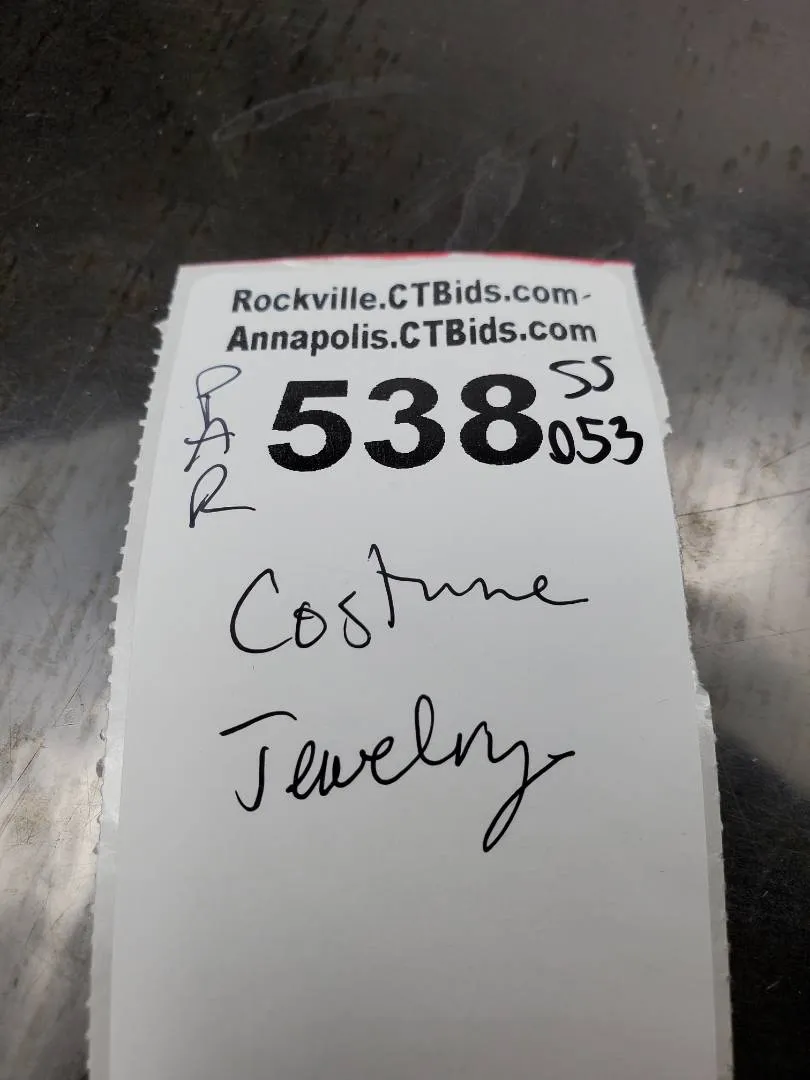 Rockville.CTBids.com-
Annapolis.CTBids.com
PAR 538 SS
053
Costume
Jewelry